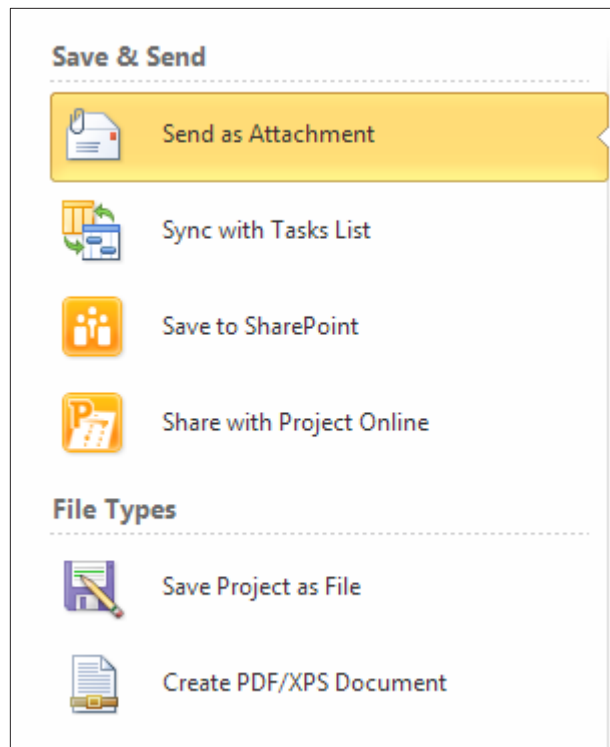 Save & Send
Send as Attachment
Sync with Tasks List
Save to SharePoint
Share with Project Online
File Types
Save Project as File
Create PDF/XPS Document